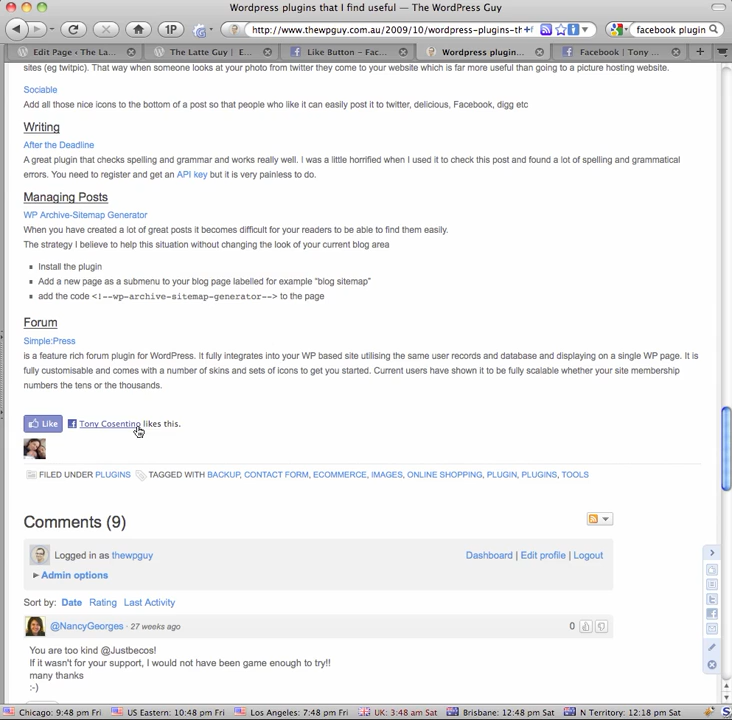 Wordpress plugins that I find useful — The WordPress Guy
1P
http://www.thewpguy.com.au/2009/10/wordpress-plugins-th
facebook plugin
Edit Page ‹ The La...
The Latte Guy | E...
Like Button – Fac...
Wordpress plugin...
Facebook | Tony ...
sites (eg twitpic). That way when someone looks at your photo from twitter they come to your website which is far more useful than going to a picture hosting website.
Sociable
Add all those nice icons to the bottom of a post so that people who like it can easily post it to twitter, delicious, Facebook, digg etc
Writing
After the Deadline
A great plugin that checks spelling and grammar and works really well. I was a little horrified when I used it to check this post and found a lot of spelling and grammatical
errors. You need to register and get an API key but it is very painless to do.
Managing Posts
WP Archive-Sitemap Generator
When you have created a lot of great posts it becomes difficult for your readers to be able to find them easily.
The strategy I believe to help this situation without changing the look of your current blog area
Install the plugin
Add a new page as a submenu to your blog page labelled for example “blog sitemap”
add the code <!--wp-archive-sitemap-generator--> to the page
Forum
Simple:Press
is a feature rich forum plugin for WordPress. It fully integrates into your WP based site utilising the same user records and database and displaying on a single WP page. It is
fully customisable and comes with a number of skins and sets of icons to get you started. Current users have shown it to be fully scaleable whether your site membership
numbers the tens or the thousands.
Like Tony Cosentino likes this.
FILED UNDER PLUGINS TAGGED WITH BACKUP, CONTACT FORM, ECOMMERCE, IMAGES, ONLINE SHOPPING, PLUGIN, PLUGINS, TOOLS
Comments (9)
Logged in as thewpguy
Dashboard | Edit profile | Logout
Admin options
Sort by: Date Rating Last Activity
@NancyGeorges · 27 weeks ago
0
You are too kind @Justbecos!
If it wasn't for your support, I would not have been game enough to try!!
many thanks
:-)
Chicago: 9:48 pm Fri
US Eastern: 10:48 pm Fri
Los Angeles: 7:48 pm Fri
UK: 3:48 am Sat
Brisbane: 12:48 pm Sat
N Territory: 12:18 pm Sat